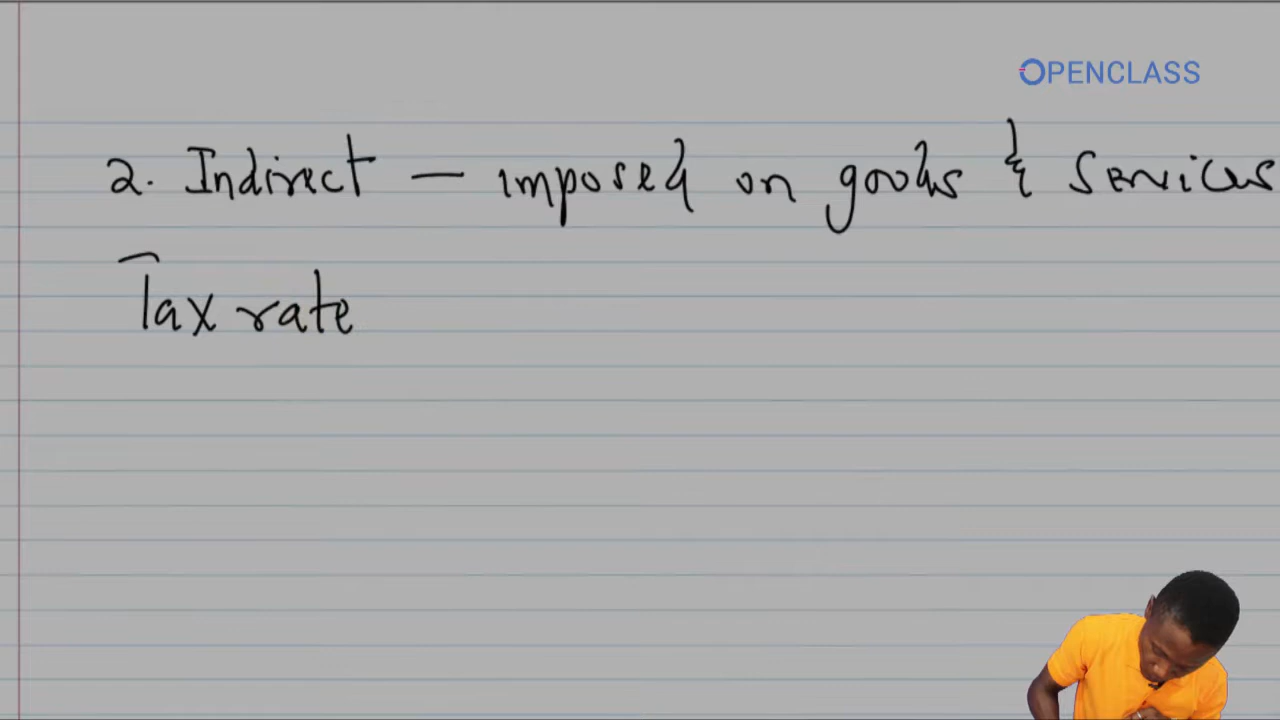 OPENCLASS
2. Indirect — imposed on goods & Services
Tax rate